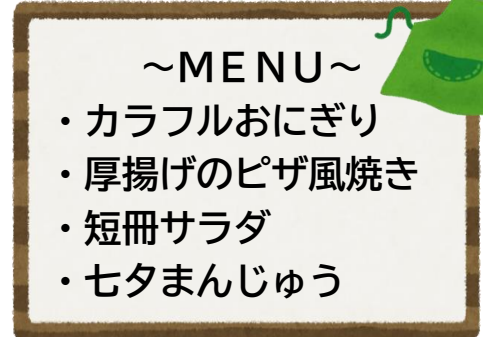 ～ＭＥＮＵ～
・カラフルおにぎり
・厚揚げのピザ風焼き
・短冊サラダ
・七夕まんじゅう